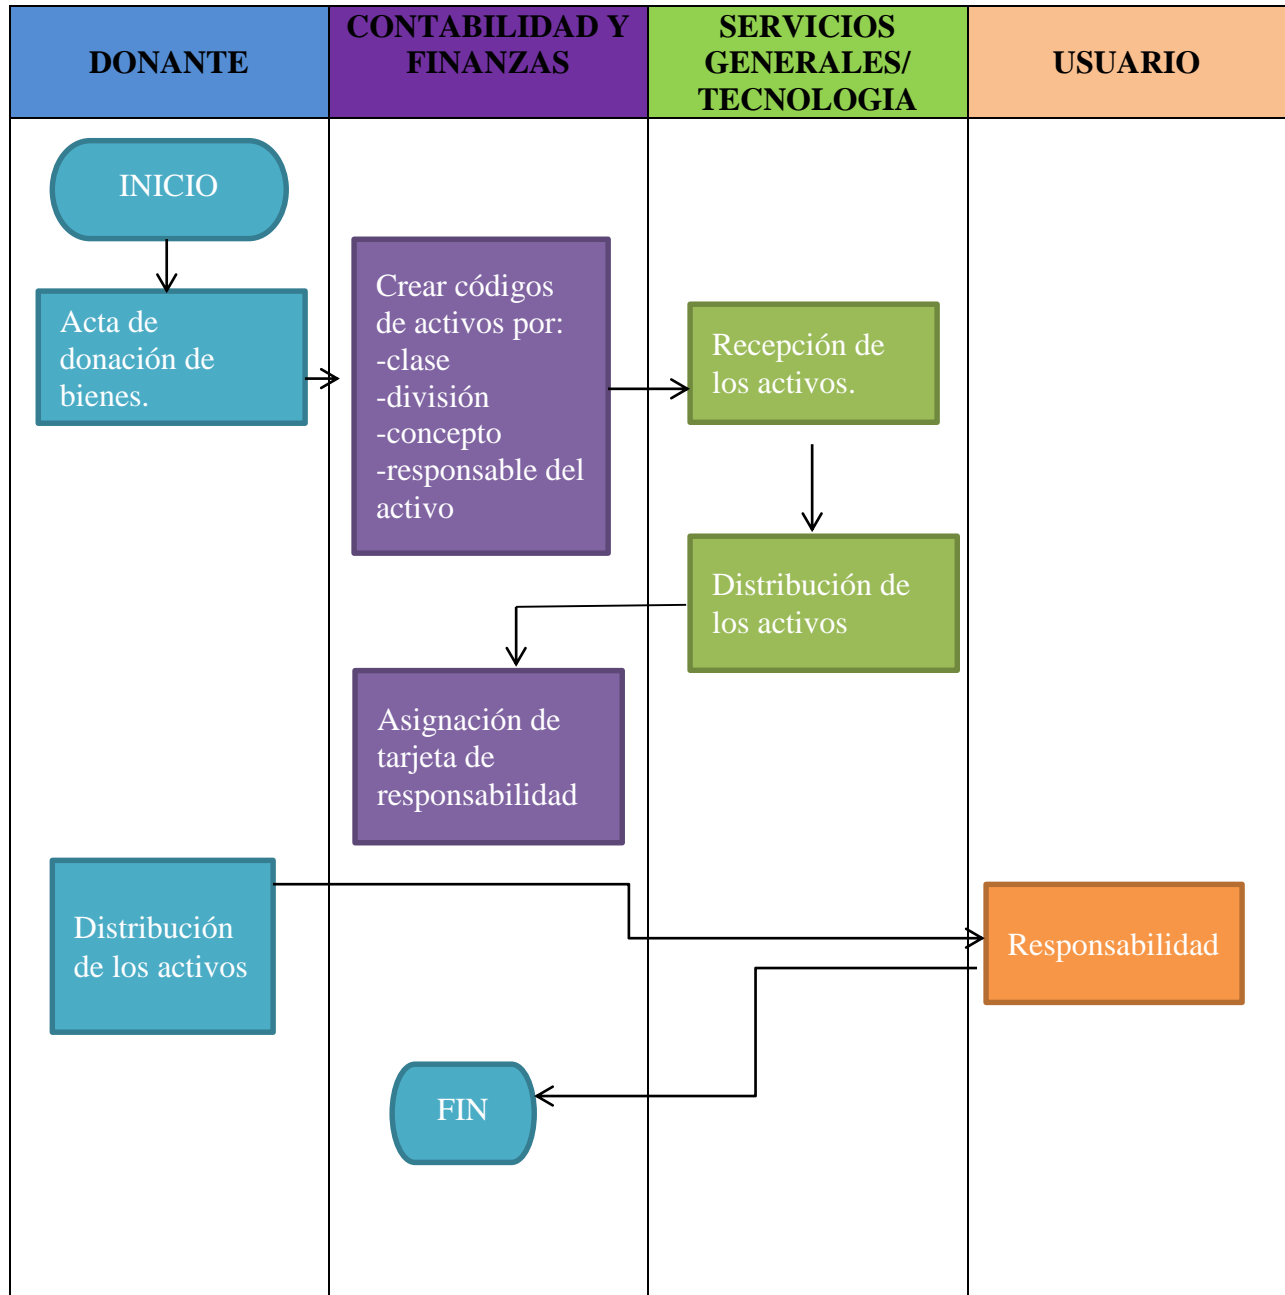 DONANTE
CONTABILIDAD Y
FINANZAS
SERVICIOS
GENERALES/
TECNOLOGIA
USUARIO
INICIO
Acta de
donación de
bienes.
Crear códigos
de activos por:
-clase
-división
-concepto
-responsable del
activo
Recepción de
los activos.
Distribución de
los activos
Asignación de
tarjeta de
responsabilidad
Distribución
de los activos
Responsabilidad
FIN